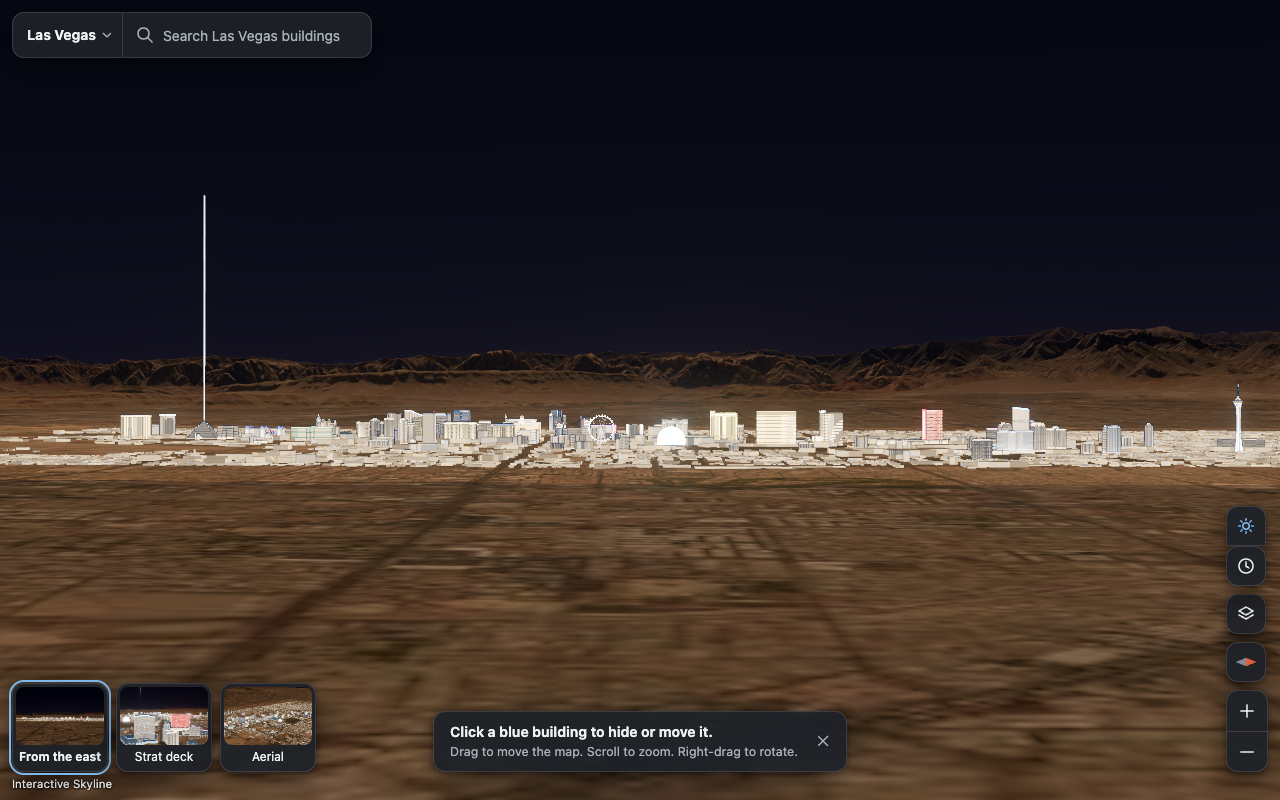 Las Vegas
Search Las Vegas buildings
Click a blue building to hide or move it.
Drag to move the map. Scroll to zoom. Right-drag to rotate.
From the east
Strat deck
Aerial
Interactive Skyline